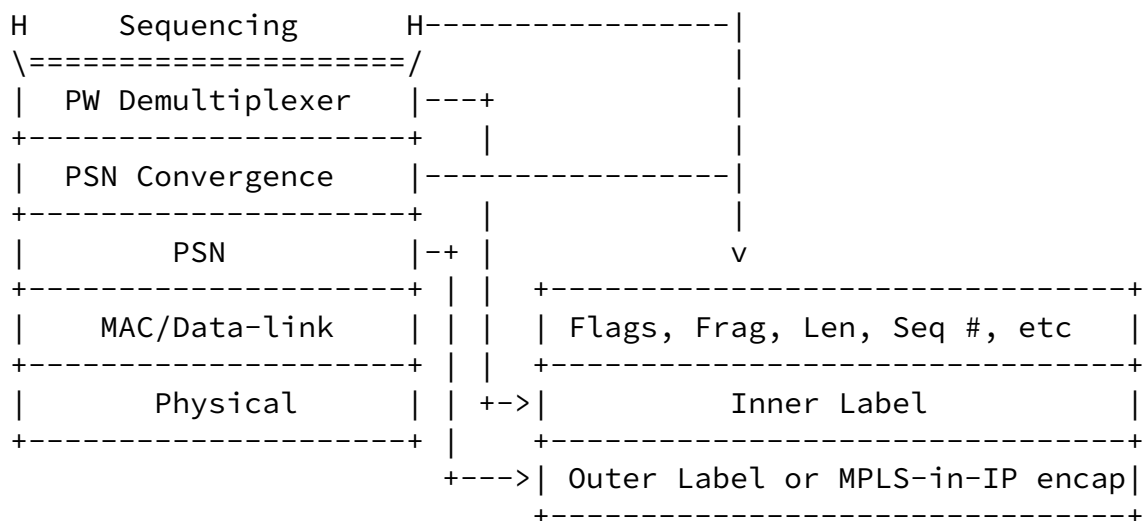 H     Sequencing      H-----------------|
\=====================/                 |
|  PW Demultiplexer   |---+             |
+---------------------+   |             |
|  PSN Convergence    |-----------------|
+---------------------+   |             |
|        PSN          |-+ |             v
+---------------------+ | |  +--------------------------------+
|    MAC/Data-link    | | |  | Flags, Frag, Len, Seq #, etc   |
+---------------------+ | |  +--------------------------------+
|       Physical      | | +->|          Inner Label           |
+---------------------+ |    +--------------------------------+
                        +--->| Outer Label or MPLS-in-IP encap|
                             +--------------------------------+